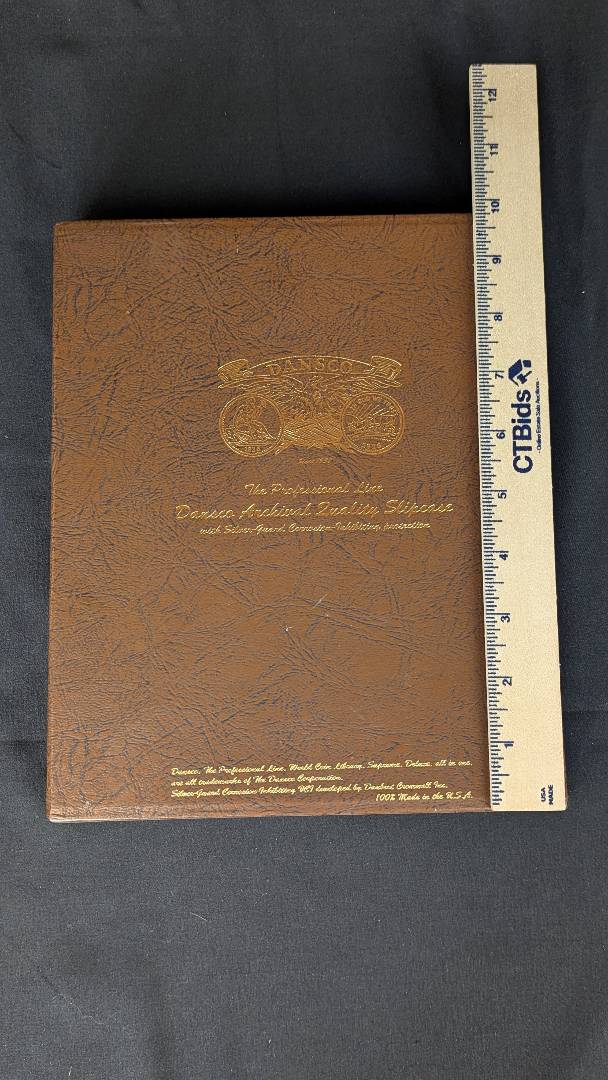 DANSCO
The Professional Line
Dansco Archival Quality Slipcase
with Silver-Guard Corrosion-Inhibiting protection
Dansco, The Professional Line, World Coin Library, Supreme, Deluxe, all in one,
are all trademarks of The Dansco Corporation.
Silver-Guard Corrosion-Inhibiting VCI developed by Daubert Cromwell Inc.
100% Made in the U.S.A.
12
11
10
9
8
7
6
5
4
3
2
1
CTBids
Online Estate Sale Auctions
USA
MADE